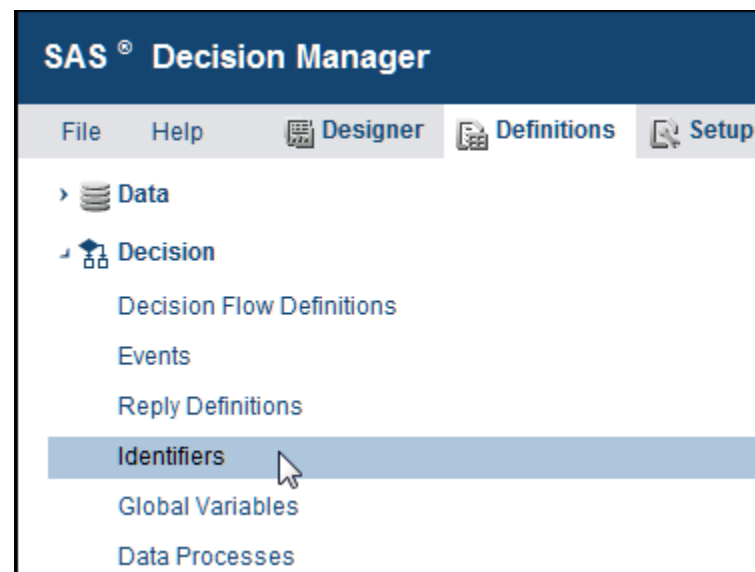 SAS ® Decision Manager
File Help Designer Definitions Setup
Data
Decision
Decision Flow Definitions
Events
Reply Definitions
Identifiers
Global Variables
Data Processes